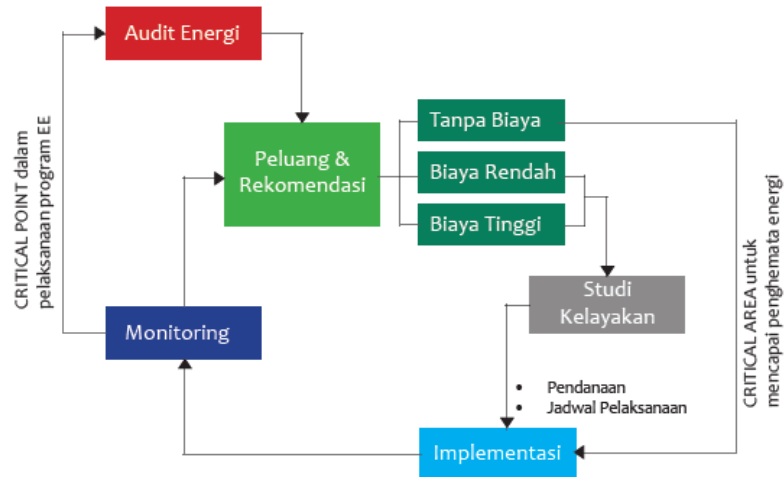 Audit Energi
CRITICAL POINT dalam
pelaksanaan program EE
Peluang &
Rekomendasi
Tanpa Biaya
Biaya Rendah
Biaya Tinggi
CRITICAL AREA untuk
mencapai penghemata energi
Studi
Kelayakan
Monitoring
• Pendanaan
• Jadwal Pelaksanaan
Implementasi